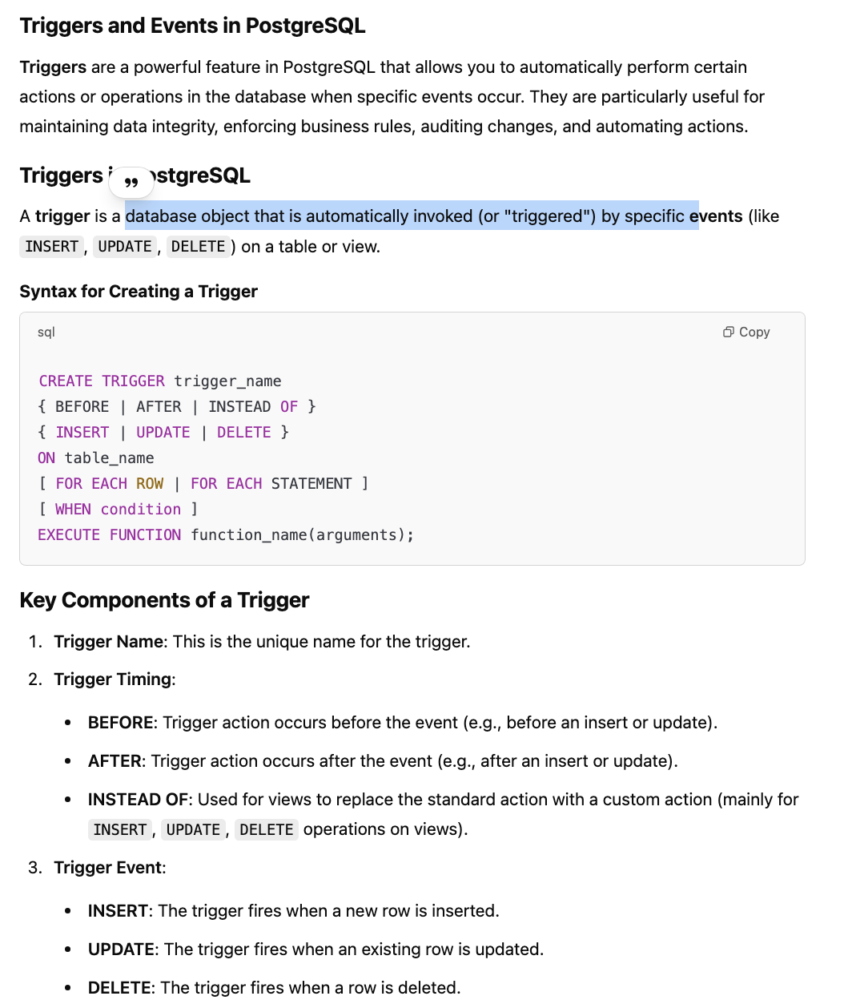 Triggers and Events in PostgreSQL
Triggers are a powerful feature in PostgreSQL that allows you to automatically perform certain
actions or operations in the database when specific events occur. They are particularly useful for
maintaining data integrity, enforcing business rules, auditing changes, and automating actions.
Triggers ostgreSQL
A trigger is a database object that is automatically invoked (or "triggered") by specific events (like
INSERT, UPDATE, DELETE) on a table or view.
Syntax for Creating a Trigger
sql Copy
CREATE TRIGGER trigger_name
{ BEFORE | AFTER | INSTEAD OF }
{ INSERT | UPDATE | DELETE }
ON table_name
[ FOR EACH ROW | FOR EACH STATEMENT ]
[ WHEN condition ]
EXECUTE FUNCTION function_name(arguments);
Key Components of a Trigger
1. Trigger Name: This is the unique name for the trigger.
2. Trigger Timing:
• BEFORE: Trigger action occurs before the event (e.g., before an insert or update).
• AFTER: Trigger action occurs after the event (e.g., after an insert or update).
• INSTEAD OF: Used for views to replace the standard action with a custom action (mainly for
INSERT, UPDATE, DELETE operations on views).
3. Trigger Event:
• INSERT: The trigger fires when a new row is inserted.
• UPDATE: The trigger fires when an existing row is updated.
• DELETE: The trigger fires when a row is deleted.